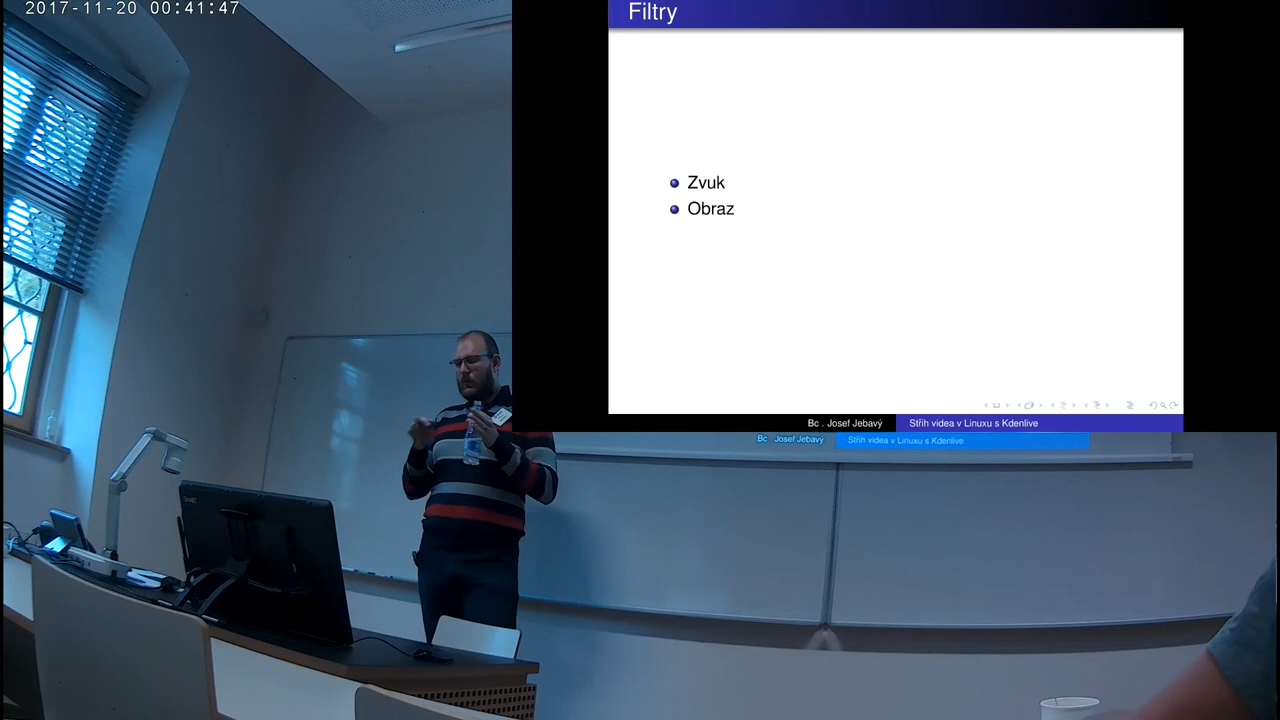 2017-11-20 00:41:47
Filtry
Zvuk
Obraz
Bc . Josef Jebavý
Střih videa v Linuxu s Kdenlive
Bc Josef Jebavý
Střih videa v Linuxu s Kdenlive